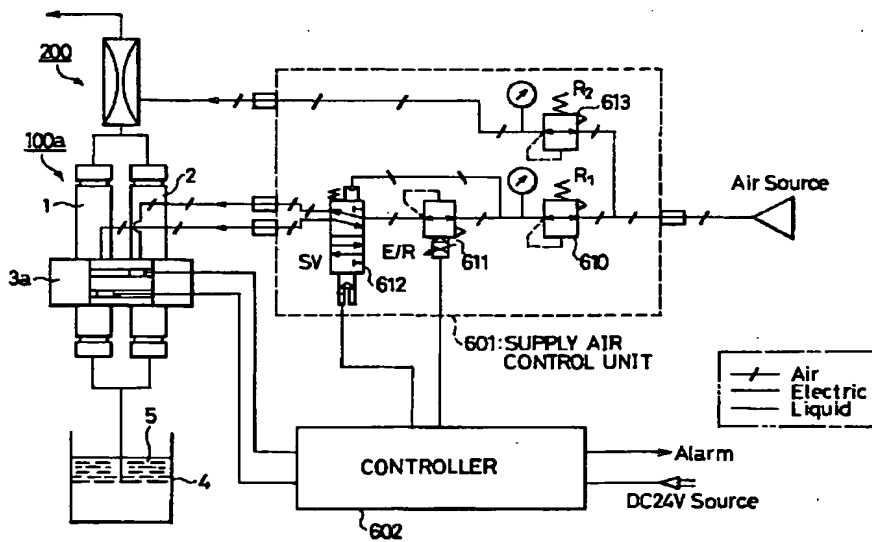 200
R2
613
100a
2
1
R1
Air Source
3a
SV
E/R
611
610
612
601:SUPPLY AIR
CONTROL UNIT
Air
Electric
Liquid
5
4
CONTROLLER
Alarm
DC24V Source
602